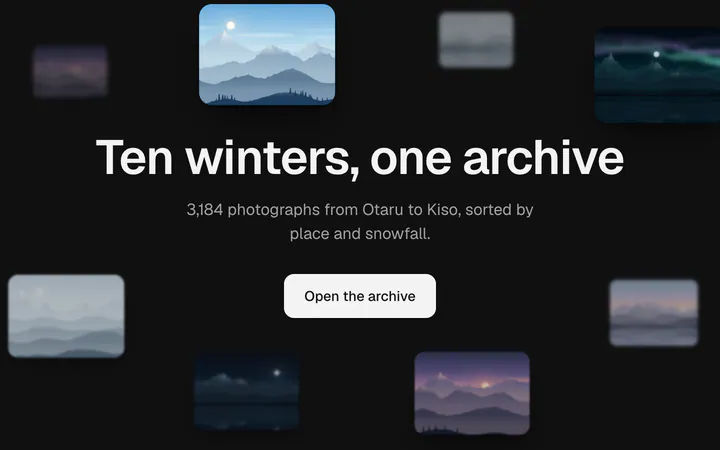 Ten winters, one archive
3,184 photographs from Otaru to Kiso, sorted by
place and snowfall.
Open the archive